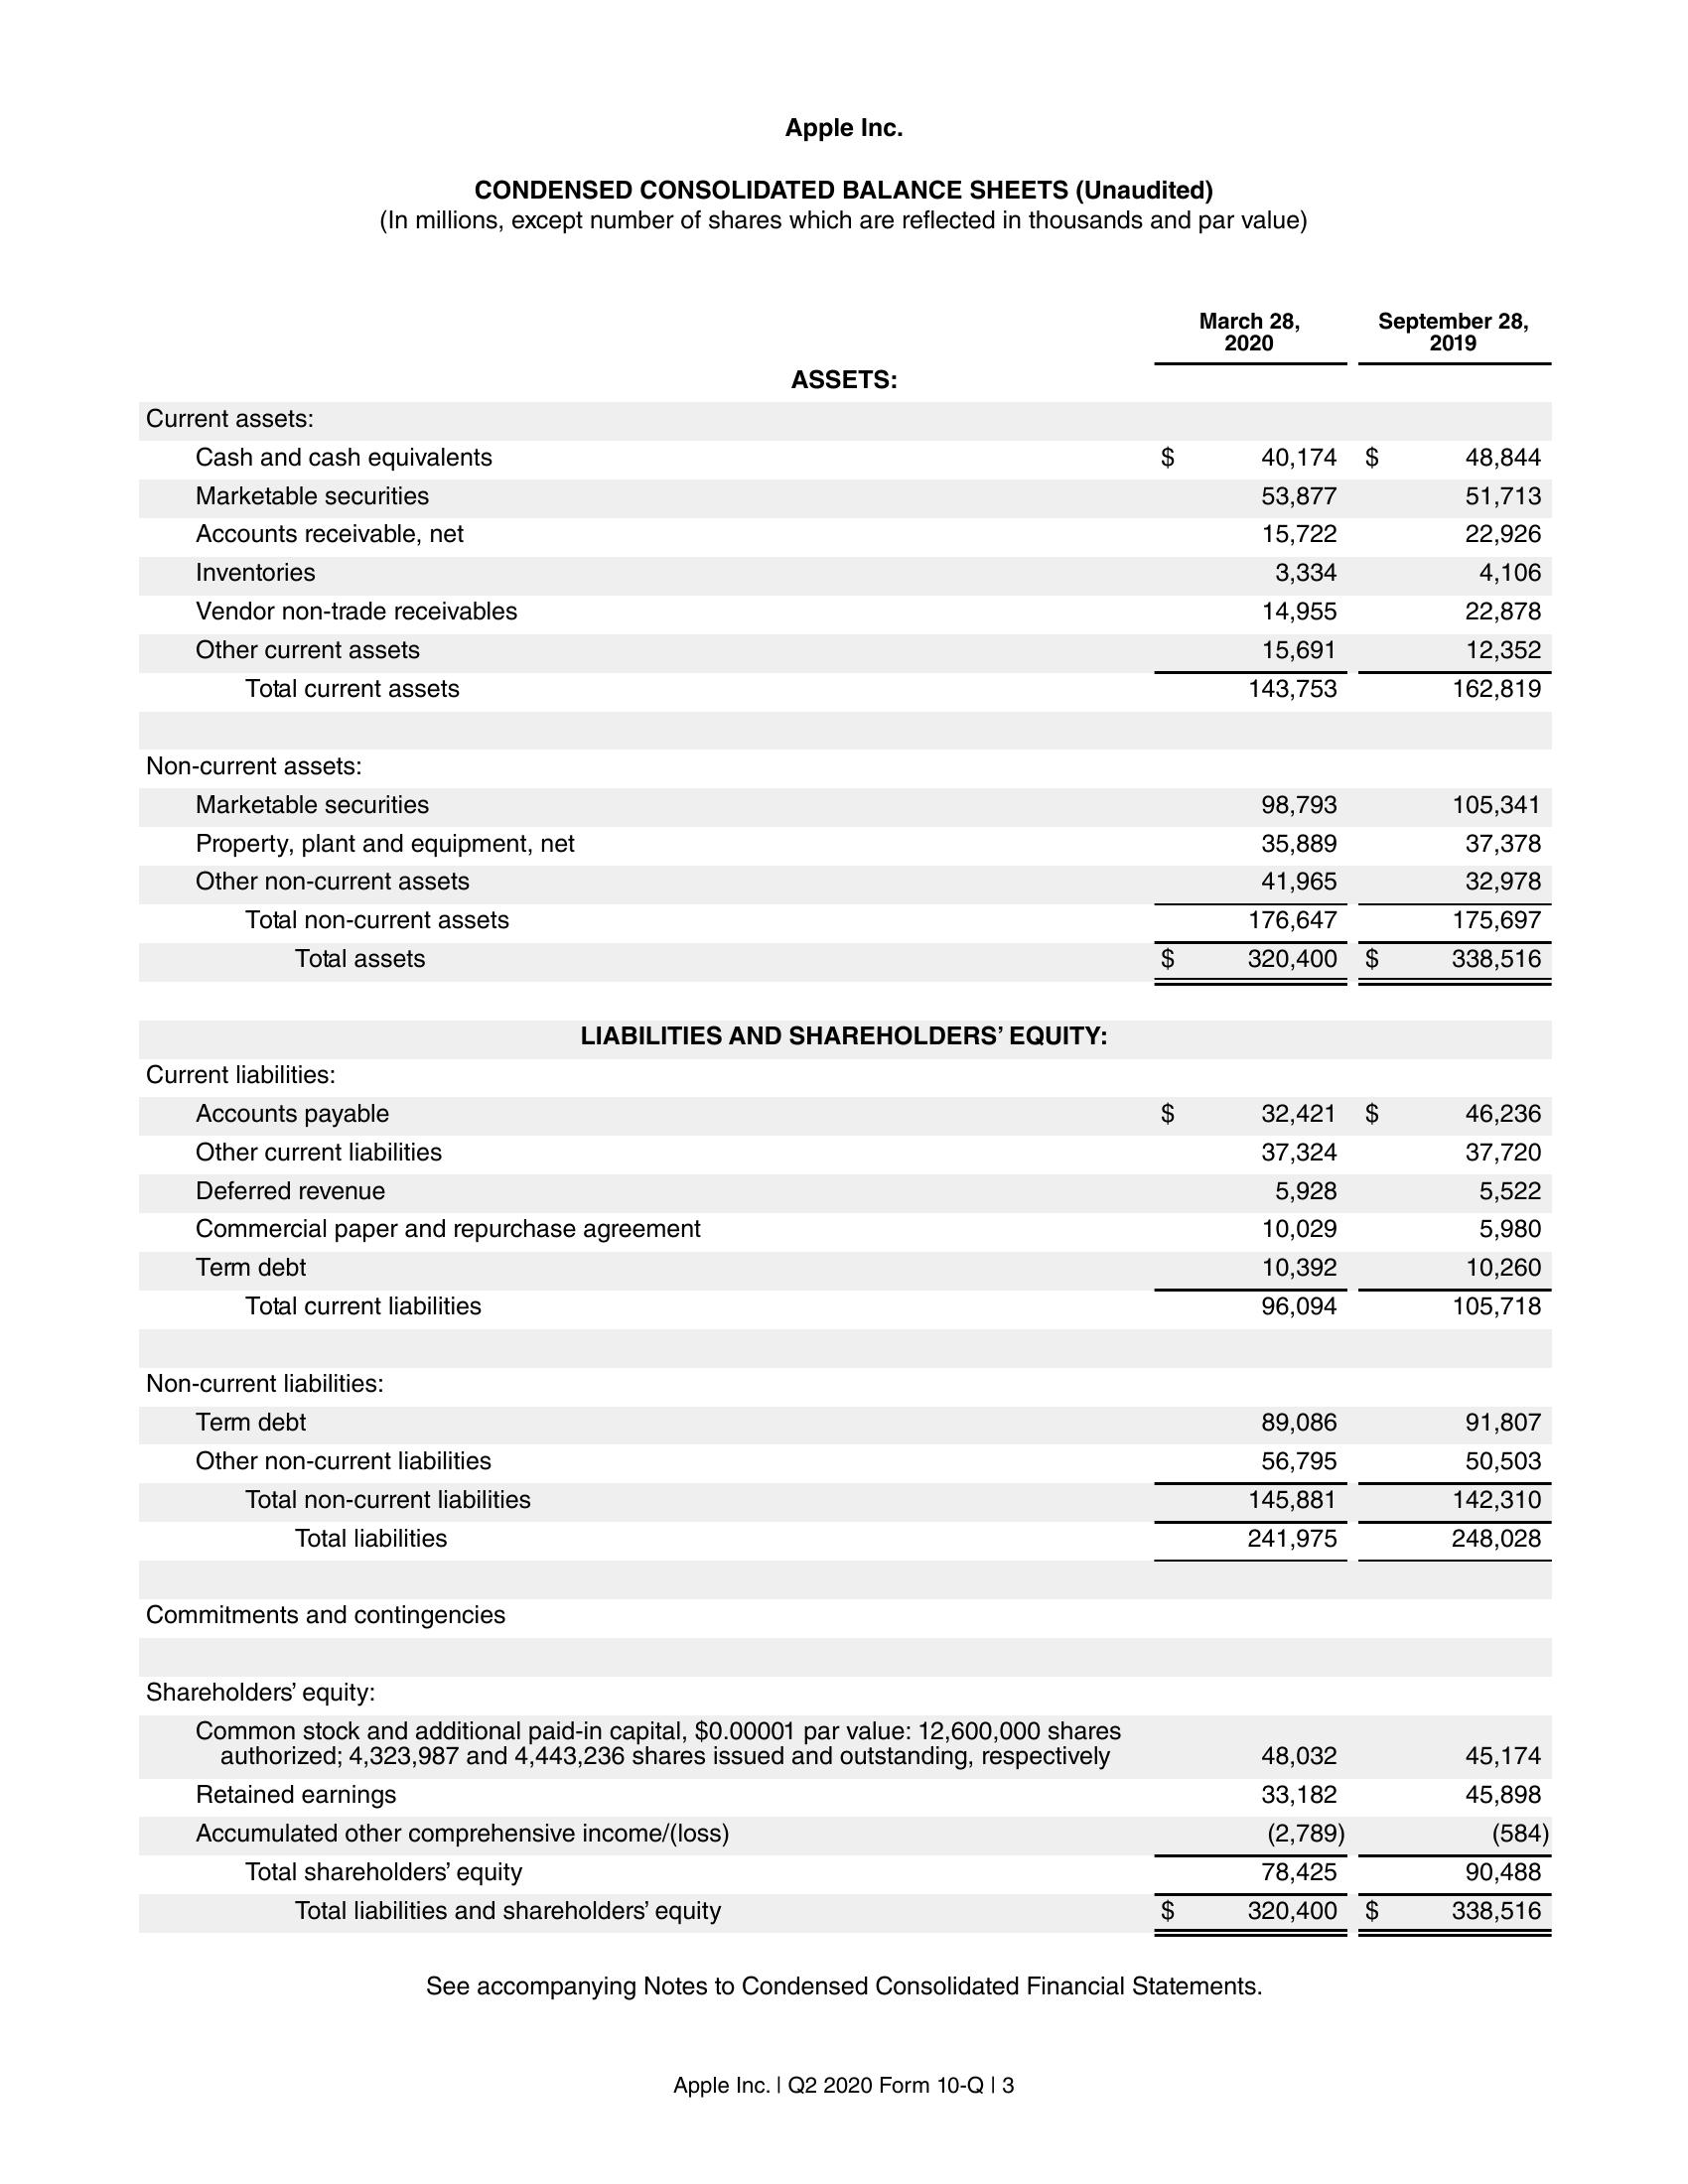 Apple Inc.
CONDENSED CONSOLIDATED BALANCE SHEETS (Unaudited)
(In millions, except number of shares which are reflected in thousands and par value)
March 28, 2020 September 28, 2019
ASSETS:
Current assets:
Cash and cash equivalents $ 40,174 $ 48,844
Marketable securities 53,877 51,713
Accounts receivable, net 15,722 22,926
Inventories 3,334 4,106
Vendor non-trade receivables 14,955 22,878
Other current assets 15,691 12,352
Total current assets 143,753 162,819
Non-current assets:
Marketable securities 98,793 105,341
Property, plant and equipment, net 35,889 37,378
Other non-current assets 41,965 32,978
Total non-current assets 176,647 175,697
Total assets $ 320,400 $ 338,516
LIABILITIES AND SHAREHOLDERS’ EQUITY:
Current liabilities:
Accounts payable $ 32,421 $ 46,236
Other current liabilities 37,324 37,720
Deferred revenue 5,928 5,522
Commercial paper and repurchase agreement 10,029 5,980
Term debt 10,392 10,260
Total current liabilities 96,094 105,718
Non-current liabilities:
Term debt 89,086 91,807
Other non-current liabilities 56,795 50,503
Total non-current liabilities 145,881 142,310
Total liabilities 241,975 248,028
Commitments and contingencies
Shareholders’ equity:
Common stock and additional paid-in capital, $0.00001 par value: 12,600,000 shares
authorized; 4,323,987 and 4,443,236 shares issued and outstanding, respectively 48,032 45,174
Retained earnings 33,182 45,898
Accumulated other comprehensive income/(loss) (2,789) (584)
Total shareholders’ equity 78,425 90,488
Total liabilities and shareholders’ equity $ 320,400 $ 338,516
See accompanying Notes to Condensed Consolidated Financial Statements.
Apple Inc. | Q2 2020 Form 10-Q | 3